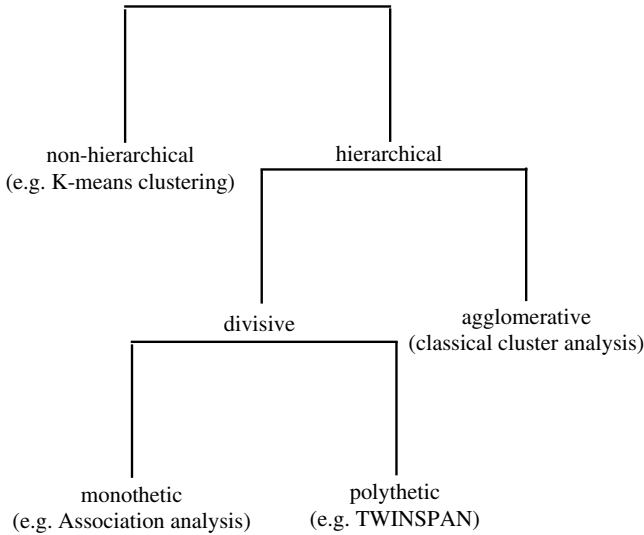 non-hierarchical
(e.g. K-means clustering)
hierarchical
divisive
agglomerative
(classical cluster analysis)
monothetic
(e.g. Association analysis)
polythetic
(e.g. TWINSPAN)